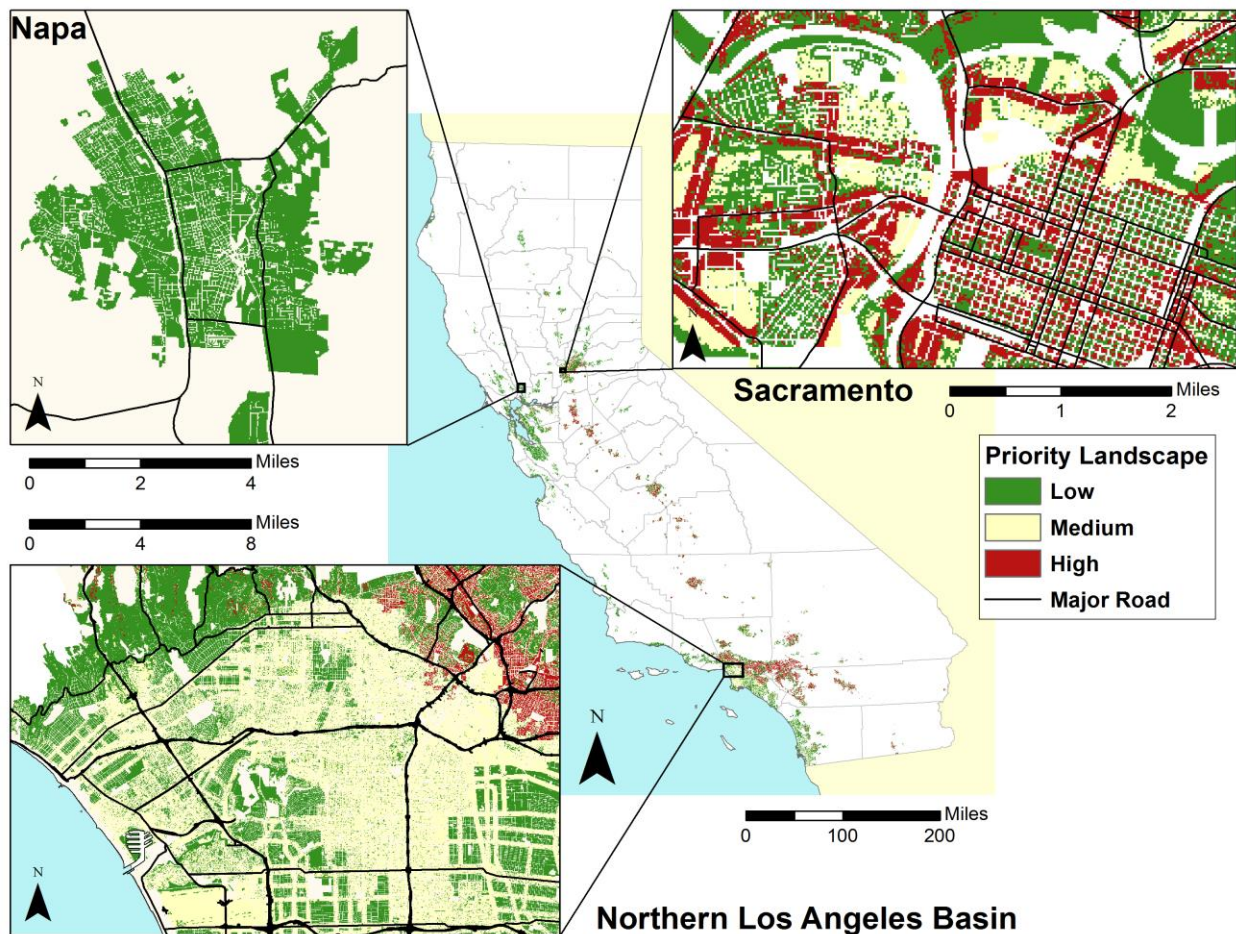 Napa
N
Miles
0 2 4
Miles
0 4 8
N
Sacramento
Miles
0 1 2
Priority Landscape
Low
Medium
High
Major Road
N
Miles
0 100 200
N
Northern Los Angeles Basin